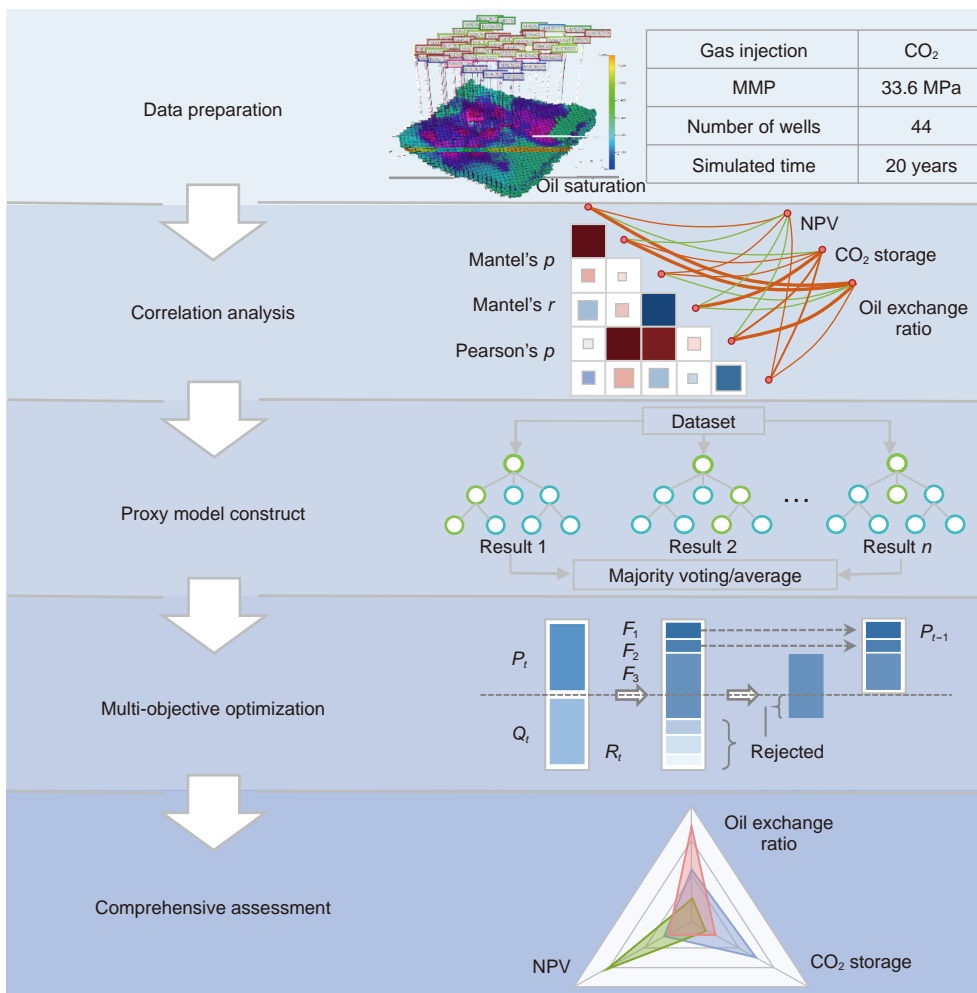 Data preparation
Oil saturation
Gas injection CO₂
MMP 33.6 MPa
Number of wells 44
Simulated time 20 years
Correlation analysis
Mantel's p
Mantel's r
Pearson's p
NPV
CO₂ storage
Oil exchange
ratio
Proxy model construct
Dataset
...
Result 1 Result 2 Result n
Majority voting/average
Multi-objective optimization
Pₜ
Qₜ
Rₜ
F₁
F₂
F₃
Rejected
Pₜ₋₁
Comprehensive assessment
Oil exchange
ratio
NPV
CO₂ storage